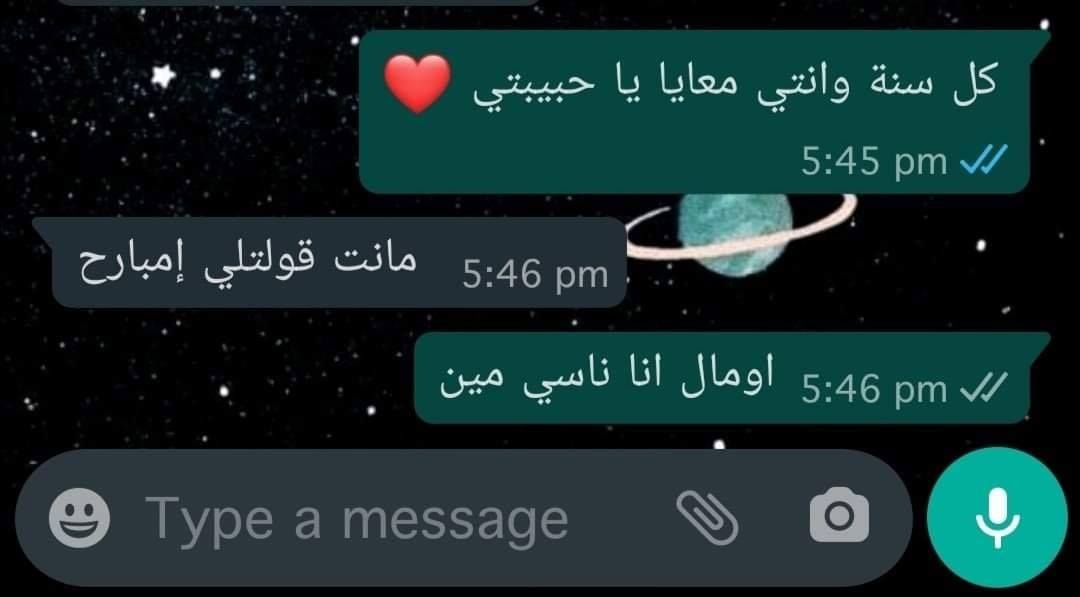 كل سنة وانتي معايا يا حبيبتي ❤️
5:45 pm
مانت قولتلي إمبارح
5:46 pm
اومال انا ناسي مين
5:46 pm
Type a message